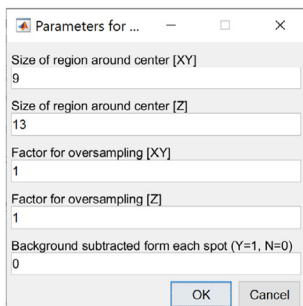 Parameters for ...
Size of region around center [XY]
9
Size of region around center [Z]
13
Factor for oversampling [XY]
1
Factor for oversampling [Z]
1
Background subtracted form each spot (Y=1, N=0)
0
OK Cancel